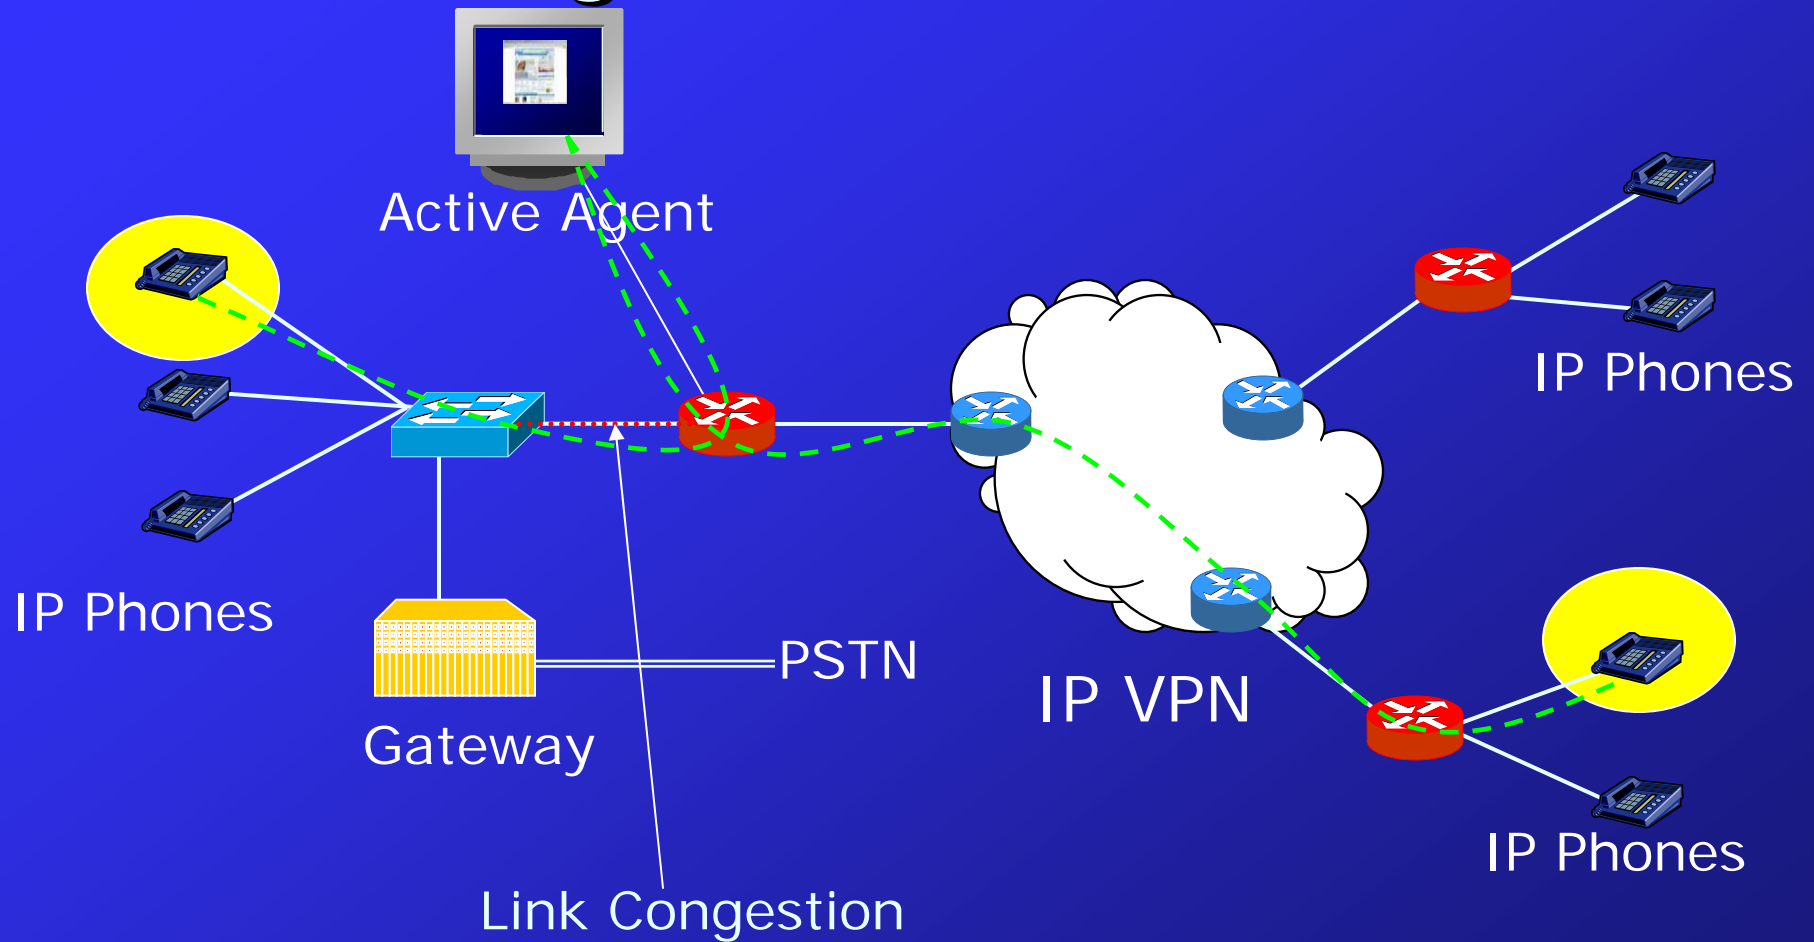 Active Agent
IP Phones
IP Phones
PSTN
IP VPN
Gateway
IP Phones
Link Congestion